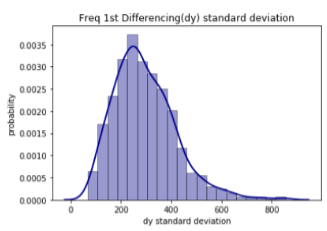 Freq 1st Differencing(dy) standard deviation
0.0035
0.0030
0.0025
0.0020
0.0015
0.0010
0.0005
0.0000
probability
0 200 400 600 800
dy standard deviation